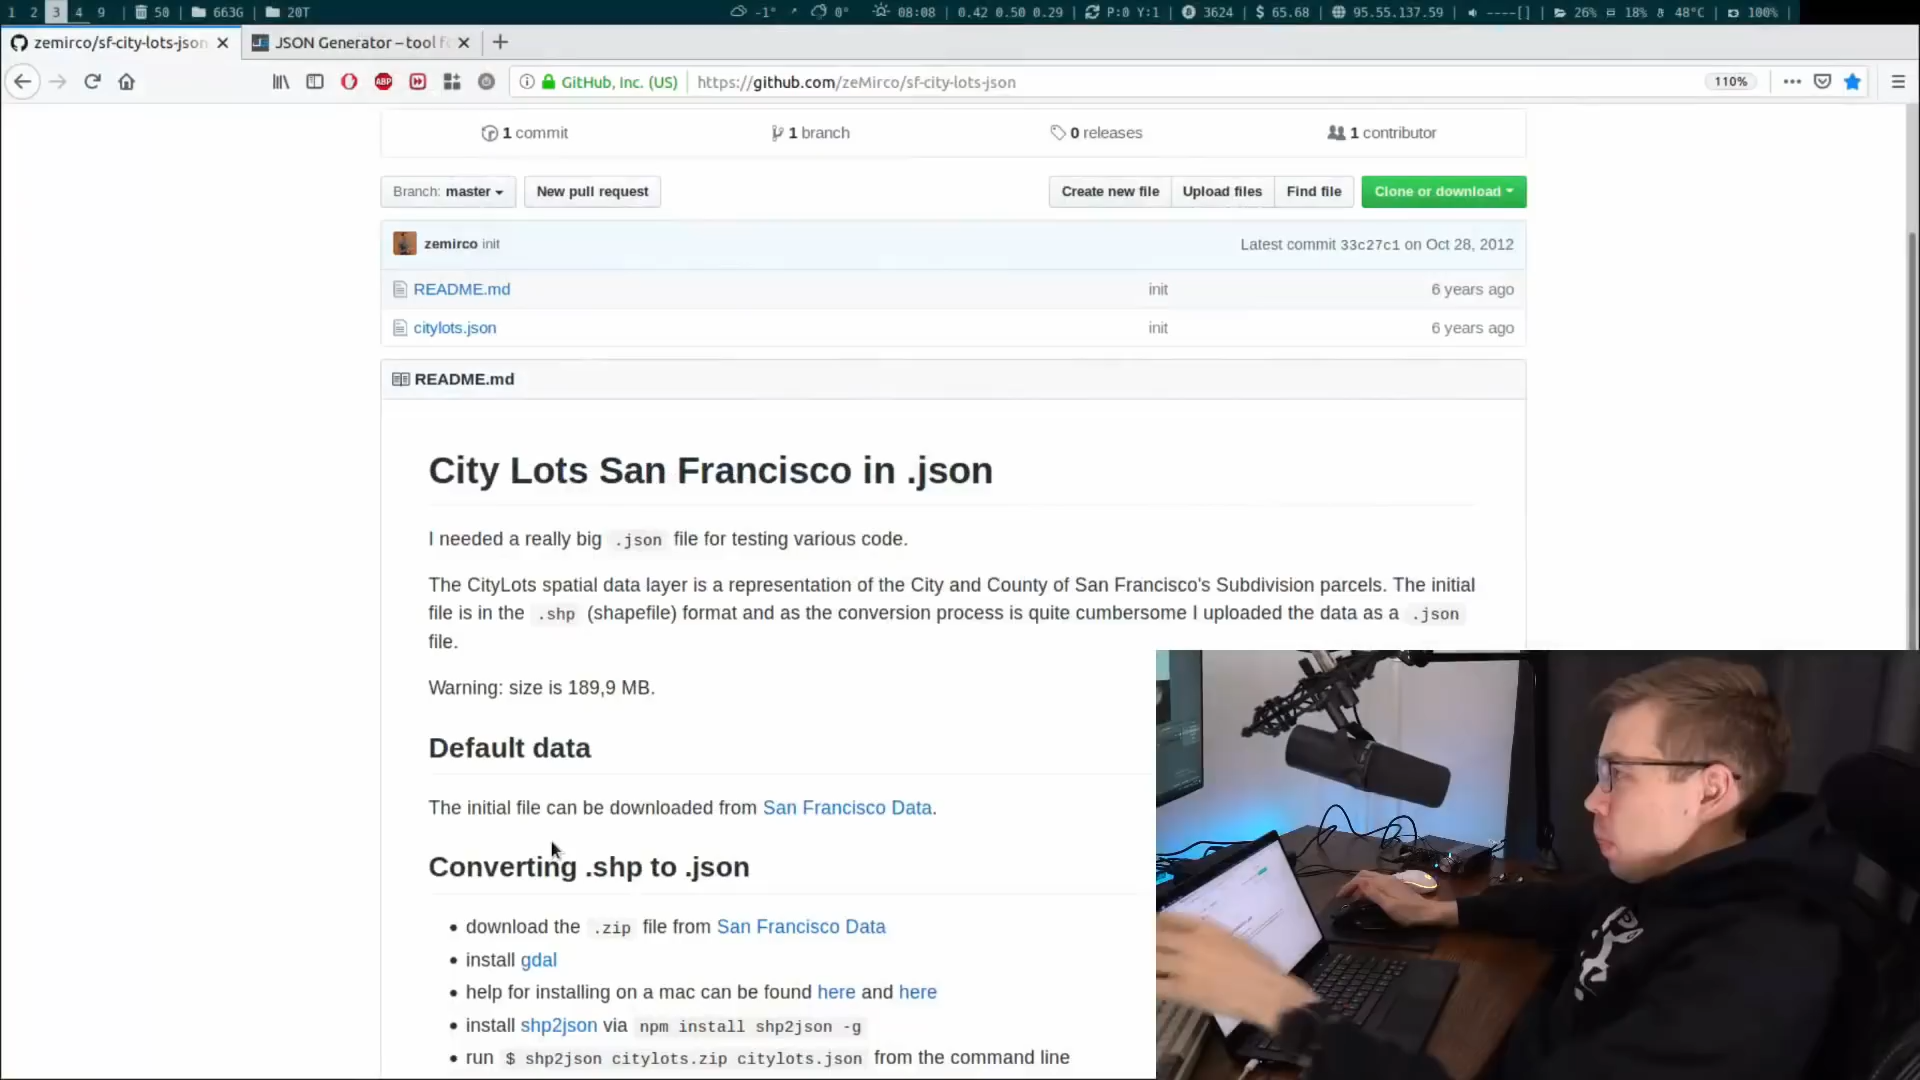 1 2 3 4 9 50 663G 20T -1° 0° 08:08 0.42 0.50 0.29 P:0 Y:1 3624 $ 65.68 95.55.137.59 ----[] 26% 18% 48°C 100%
zemirco/sf-city-lots-json JSON Generator – tool f
GitHub, Inc. (US) https://github.com/zeMirco/sf-city-lots-json 110%
1 commit 1 branch 0 releases 1 contributor
Branch: master New pull request Create new file Upload files Find file Clone or download
zemirco init Latest commit 33c27c1 on Oct 28, 2012
README.md init 6 years ago
citylots.json init 6 years ago
README.md
City Lots San Francisco in .json
I needed a really big .json file for testing various code.
The CityLots spatial data layer is a representation of the City and County of San Francisco's Subdivision parcels. The initial
file is in the .shp (shapefile) format and as the conversion process is quite cumbersome I uploaded the data as a .json
file.
Warning: size is 189,9 MB.
Default data
The initial file can be downloaded from San Francisco Data.
Converting .shp to .json
• download the .zip file from San Francisco Data
• install gdal
• help for installing on a mac can be found here and here
• install shp2json via npm install shp2json -g
• run $ shp2json citylots.zip citylots.json from the command line